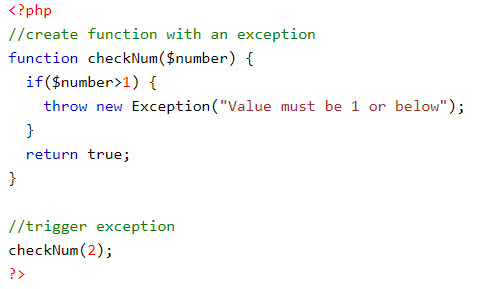 <?php
//create function with an exception
function checkNum($number) {
  if($number>1) {
    throw new Exception("Value must be 1 or below");
  }
  return true;
}

//trigger exception
checkNum(2);
?>